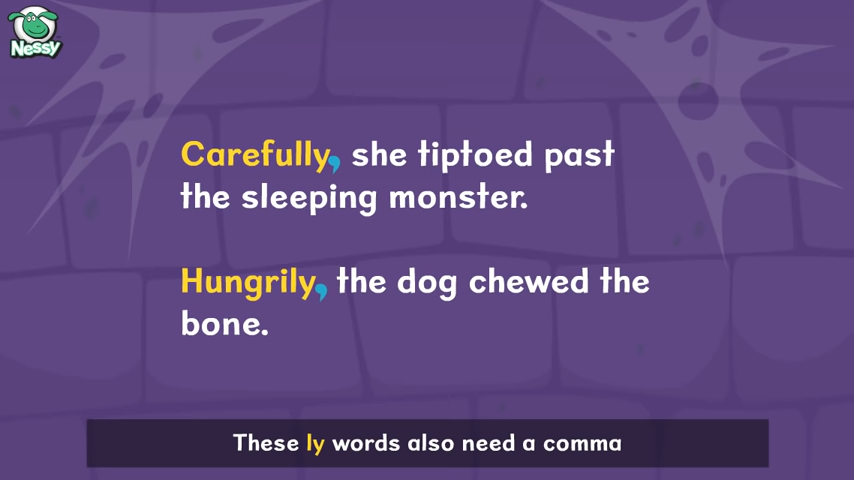 Nessy
Carefully, she tiptoed past
the sleeping monster.
Hungrily, the dog chewed the
bone.
These ly words also need a comma